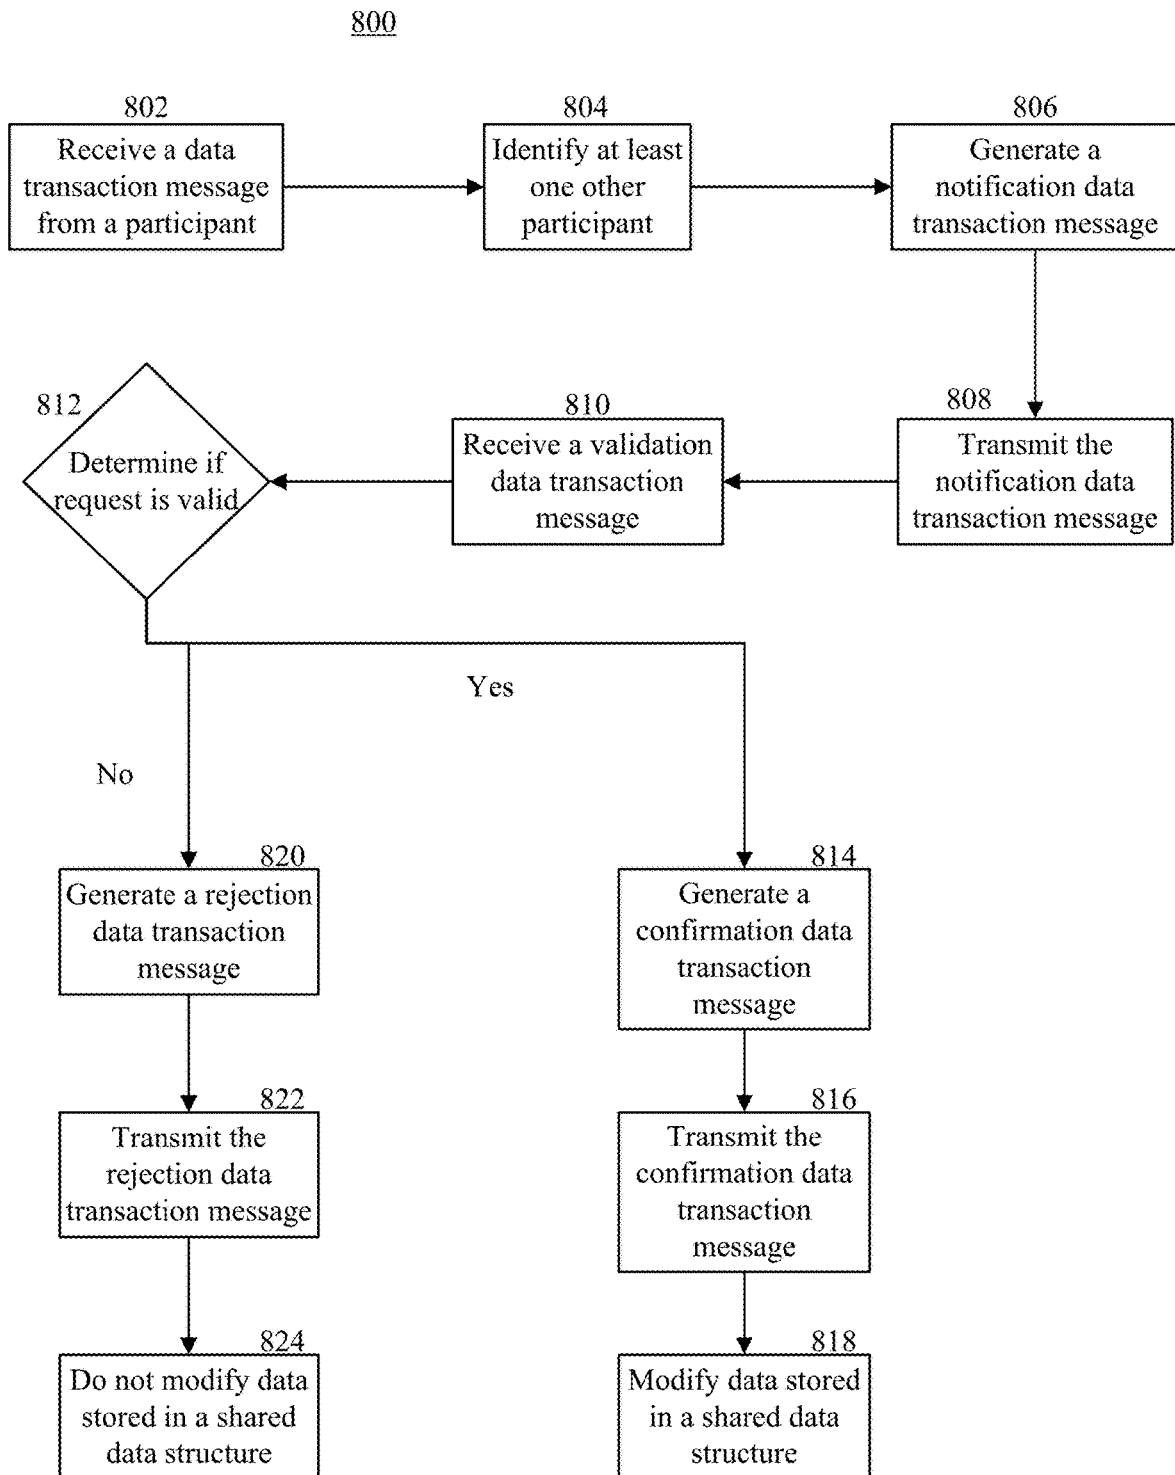 800
802
Receive a data
transaction message
from a participant
804
Identify at least
one other
participant
806
Generate a
notification data
transaction message
812
Determine if
request is valid
810
Receive a validation
data transaction
message
808
Transmit the
notification data
transaction message
Yes
No
820
Generate a rejection
data transaction
message
814
Generate a
confirmation data
transaction
message
822
Transmit the
rejection data
transaction message
816
Transmit the
confirmation data
transaction
message
824
Do not modify data
stored in a shared
data structure
818
Modify data stored
in a shared data
structure